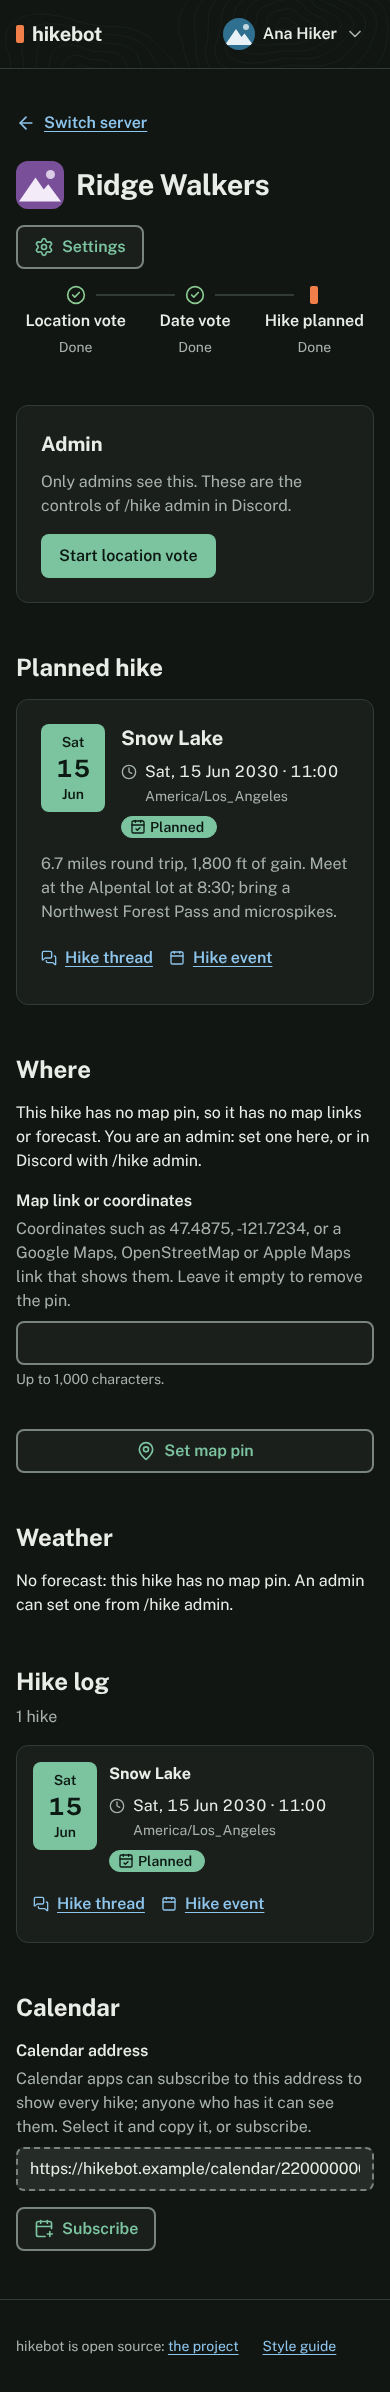 hikebot
Ana Hiker
Switch server
Ridge Walkers
Settings
Location vote
Date vote
Hike planned
Done
Done
Done
Admin
Only admins see this. These are the
controls of /hike admin in Discord.
Start location vote
Planned hike
Sat
15
Jun
Snow Lake
Sat, 15 Jun 2030 · 11:00
America/Los_Angeles
Planned
6.7 miles round trip, 1,800 ft of gain. Meet
at the Alpental lot at 8:30; bring a
Northwest Forest Pass and microspikes.
Hike thread
Hike event
Where
This hike has no map pin, so it has no map links
or forecast. You are an admin: set one here, or in
Discord with /hike admin.
Map link or coordinates
Coordinates such as 47.4875, -121.7234, or a
Google Maps, OpenStreetMap or Apple Maps
link that shows them. Leave it empty to remove
the pin.
Up to 1,000 characters.
Set map pin
Weather
No forecast: this hike has no map pin. An admin
can set one from /hike admin.
Hike log
1 hike
Sat
15
Jun
Snow Lake
Sat, 15 Jun 2030 · 11:00
America/Los_Angeles
Planned
Hike thread
Hike event
Calendar
Calendar address
Calendar apps can subscribe to this address to
show every hike; anyone who has it can see
them. Select it and copy it, or subscribe.
https://hikebot.example/calendar/22000000
Subscribe
hikebot is open source: the project
Style guide